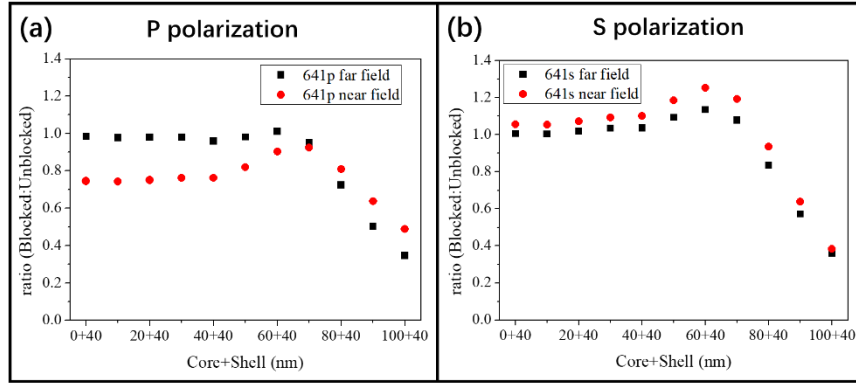 (a)
P polarization
641p far field
641p near field
1.4
1.2
1.0
0.8
0.6
0.4
0.2
0.0
ratio (Blocked:Unblocked)
0+40
20+40
40+40
60+40
80+40
100+40
Core+Shell (nm)
(b)
S polarization
641s far field
641s near field
1.4
1.2
1.0
0.8
0.6
0.4
0.2
0.0
ratio (Blocked:Unblocked)
0+40
20+40
40+40
60+40
80+40
100+40
Core+Shell (nm)